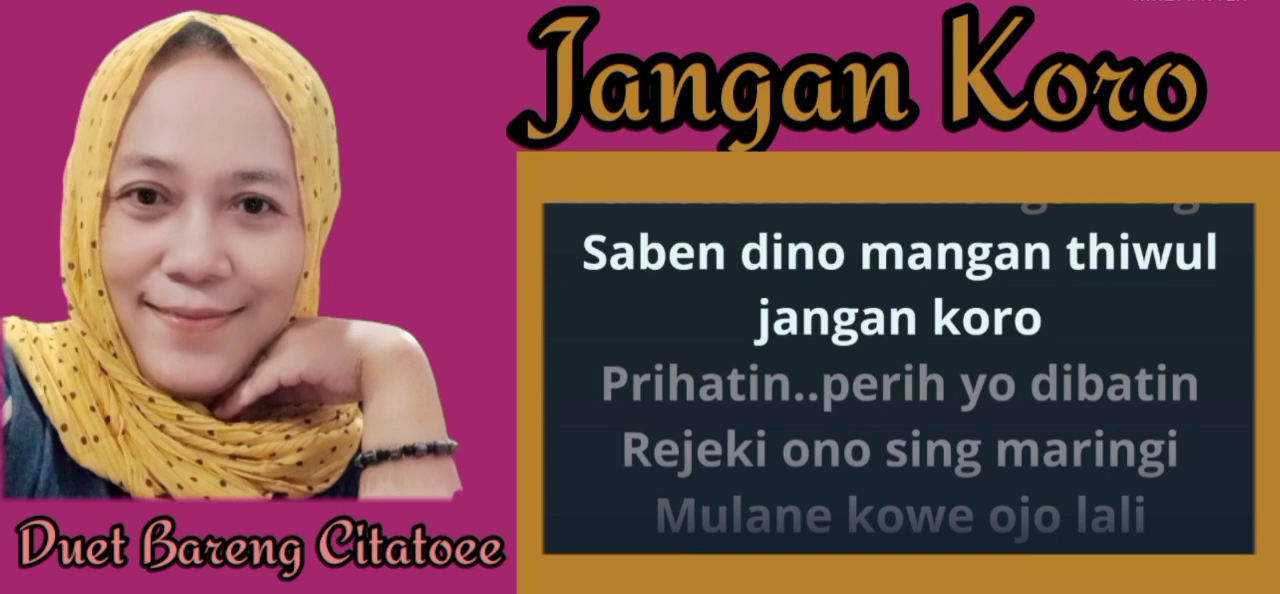 Jangan Koro
Saben dino mangan thiwul
jangan koro
Prihatin..perih yo dibatin
Rejeki ono sing maringi
Mulane kowe ojo lali
Duet Bareng Citatoee